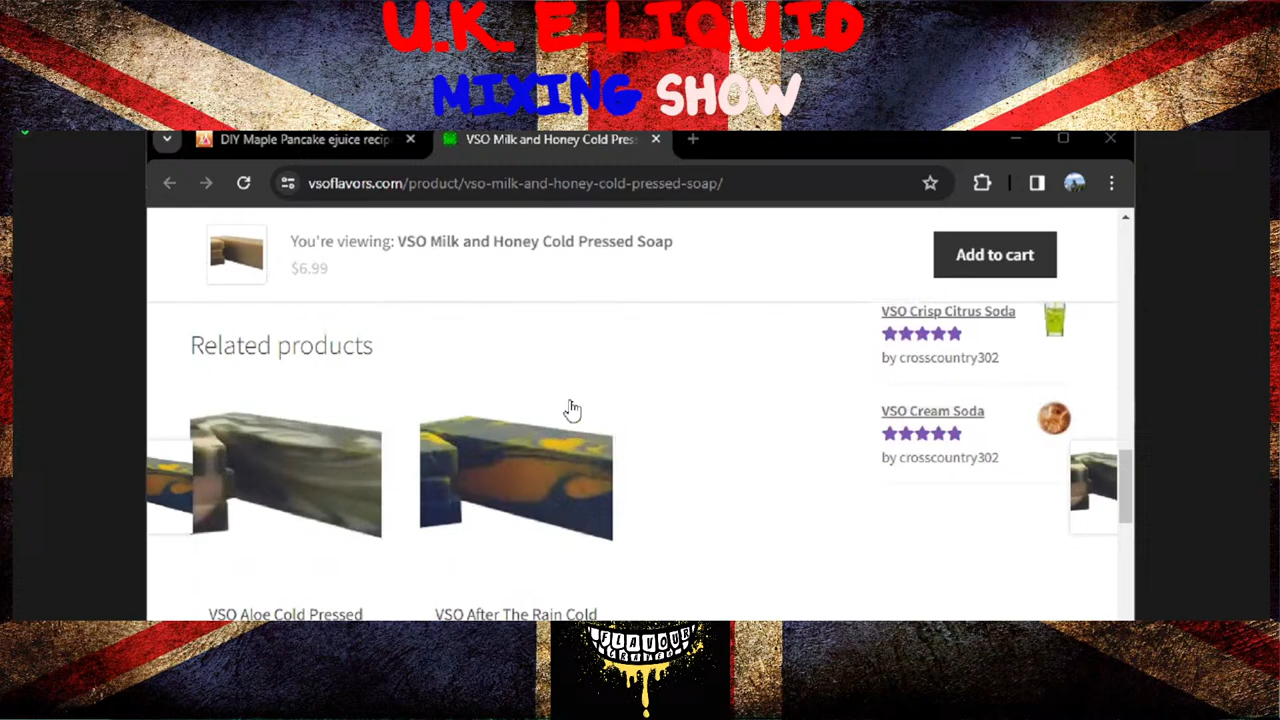 U.K. E-LIQUID
MIXING SHOW
DIY Maple Pancake ejuice recip
VSO Milk and Honey Cold Pres
vsoflavors.com/product/vso-milk-and-honey-cold-pressed-soap/
You're viewing: VSO Milk and Honey Cold Pressed Soap
$6.99
Add to cart
Related products
VSO Crisp Citrus Soda
by crosscountry302
VSO Cream Soda
by crosscountry302
VSO Aloe Cold Pressed
VSO After The Rain Cold
FLAVOUR